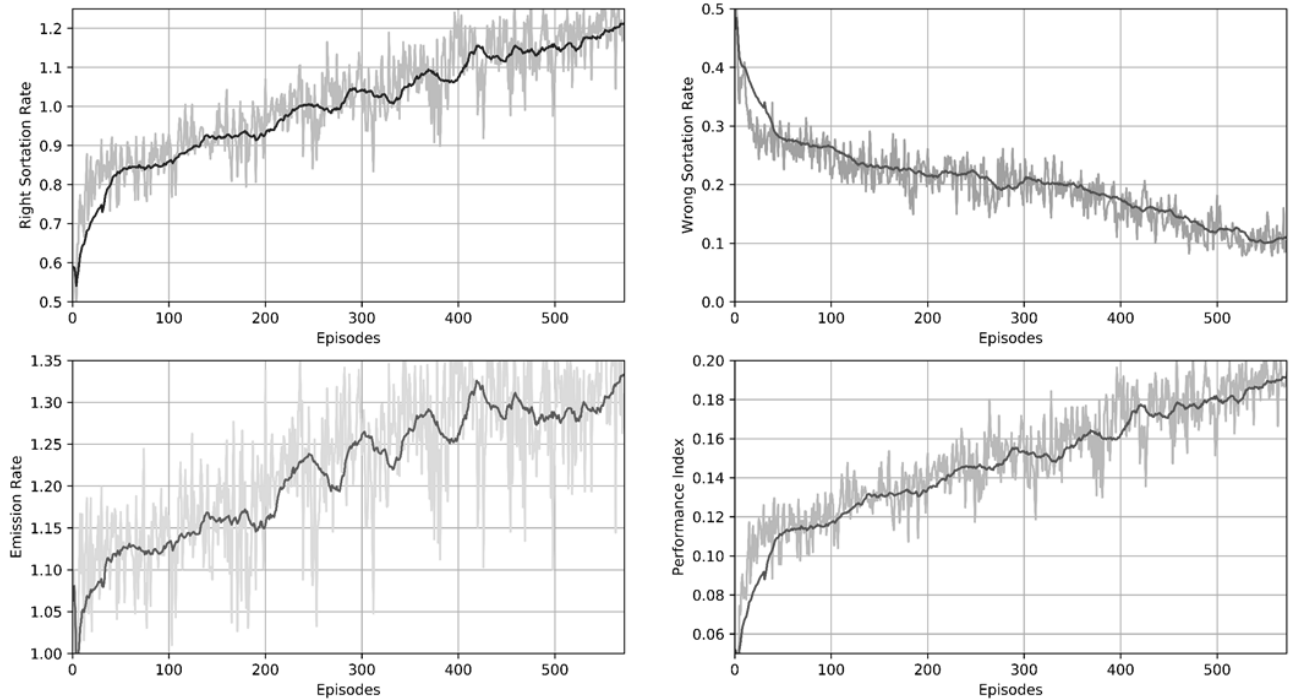 1.2
1.1
1.0
0.9
0.8
0.7
0.6
0.5
Right Sortation Rate
0 100 200 300 400 500
Episodes
0.5
0.4
0.3
0.2
0.1
0.0
Wrong Sortation Rate
0 100 200 300 400 500
Episodes
1.35
1.30
1.25
1.20
1.15
1.10
1.05
1.00
Emission Rate
0 100 200 300 400 500
Episodes
0.20
0.18
0.16
0.14
0.12
0.10
0.08
0.06
Performance Index
0 100 200 300 400 500
Episodes